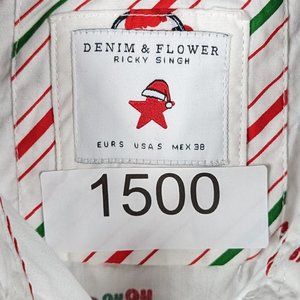 DENIM & FLOWER
RICKY SINGH
EUR S USA S MEX 38
1500